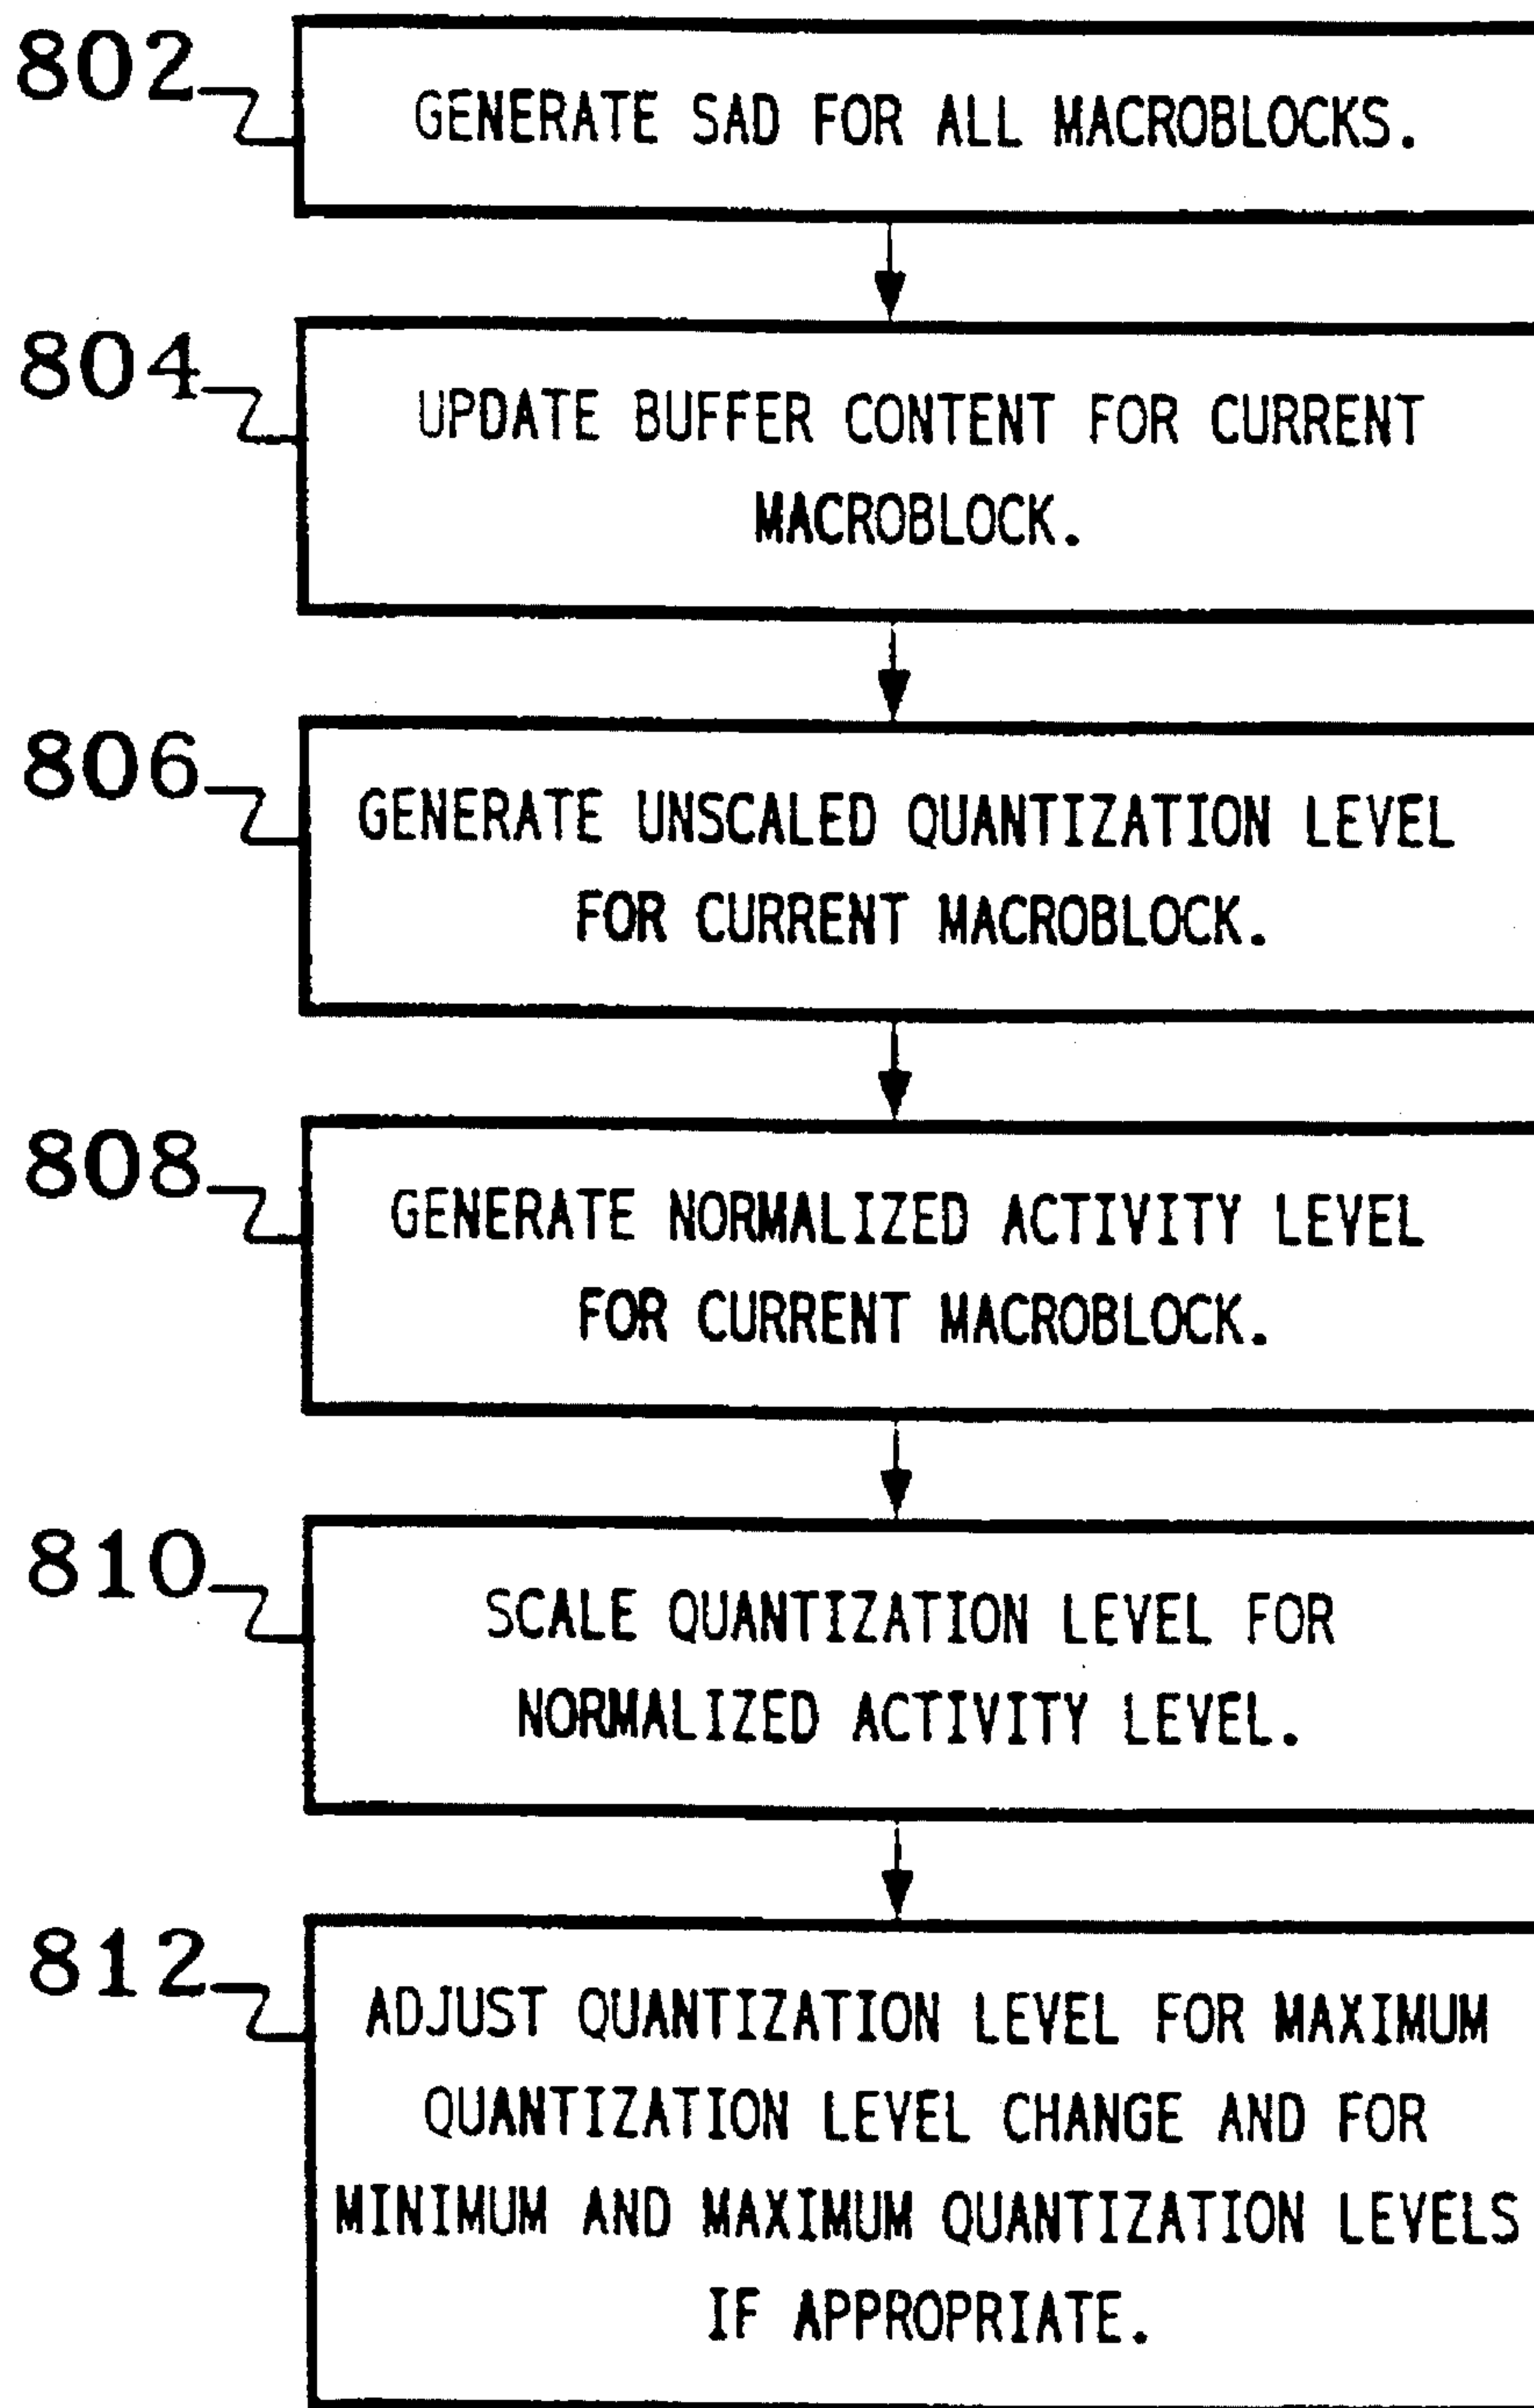 802
GENERATE SAD FOR ALL MACROBLOCKS.
804
UPDATE BUFFER CONTENT FOR CURRENT
MACROBLOCK.
806
GENERATE UNSCALED QUANTIZATION LEVEL
FOR CURRENT MACROBLOCK.
808
GENERATE NORMALIZED ACTIVITY LEVEL
FOR CURRENT MACROBLOCK.
810
SCALE QUANTIZATION LEVEL FOR
NORMALIZED ACTIVITY LEVEL.
812
ADJUST QUANTIZATION LEVEL FOR MAXIMUM
QUANTIZATION LEVEL CHANGE AND FOR
MINIMUM AND MAXIMUM QUANTIZATION LEVELS
IF APPROPRIATE.